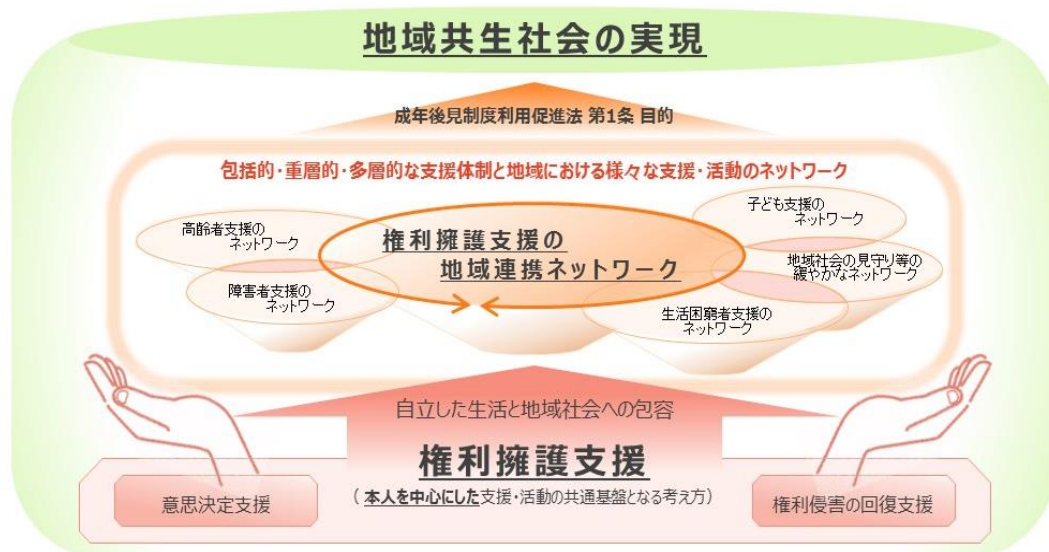 地域共生社会の実現
成年後見制度利用促進法 第1条 目的
包括的・重層的・多層的な支援体制と地域における様々な支援・活動のネットワーク
高齢者支援の
ネットワーク
障害者支援の
ネットワーク
権利擁護支援の
地域連携ネットワーク
子ども支援の
ネットワーク
地域社会の見守り等の
緩やかなネットワーク
生活困窮者支援の
ネットワーク
自立した生活と地域社会への包容
権利擁護支援
（本人を中心にした支援・活動の共通基盤となる考え方）
意思決定支援
権利侵害の回復支援